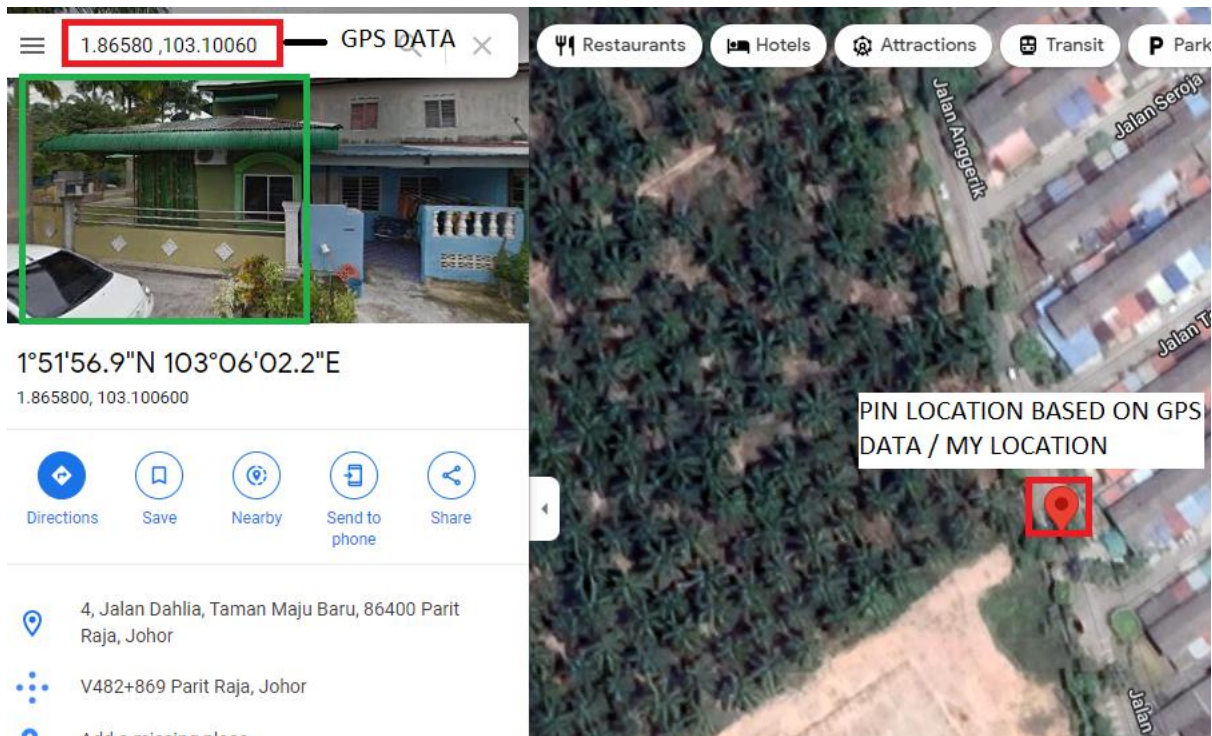 1.86580 ,103.10060
GPS DATA
Restaurants
Hotels
Attractions
Transit
P Park
1°51'56.9"N 103°06'02.2"E
1.865800, 103.100600
Directions
Save
Nearby
Send to
phone
Share
4, Jalan Dahlia, Taman Maju Baru, 86400 Parit
Raja, Johor
V482+869 Parit Raja, Johor
Add a missing place
Jalan Anggerik
Jalan Seroja
Jalan T
PIN LOCATION BASED ON GPS
DATA / MY LOCATION
Jalan